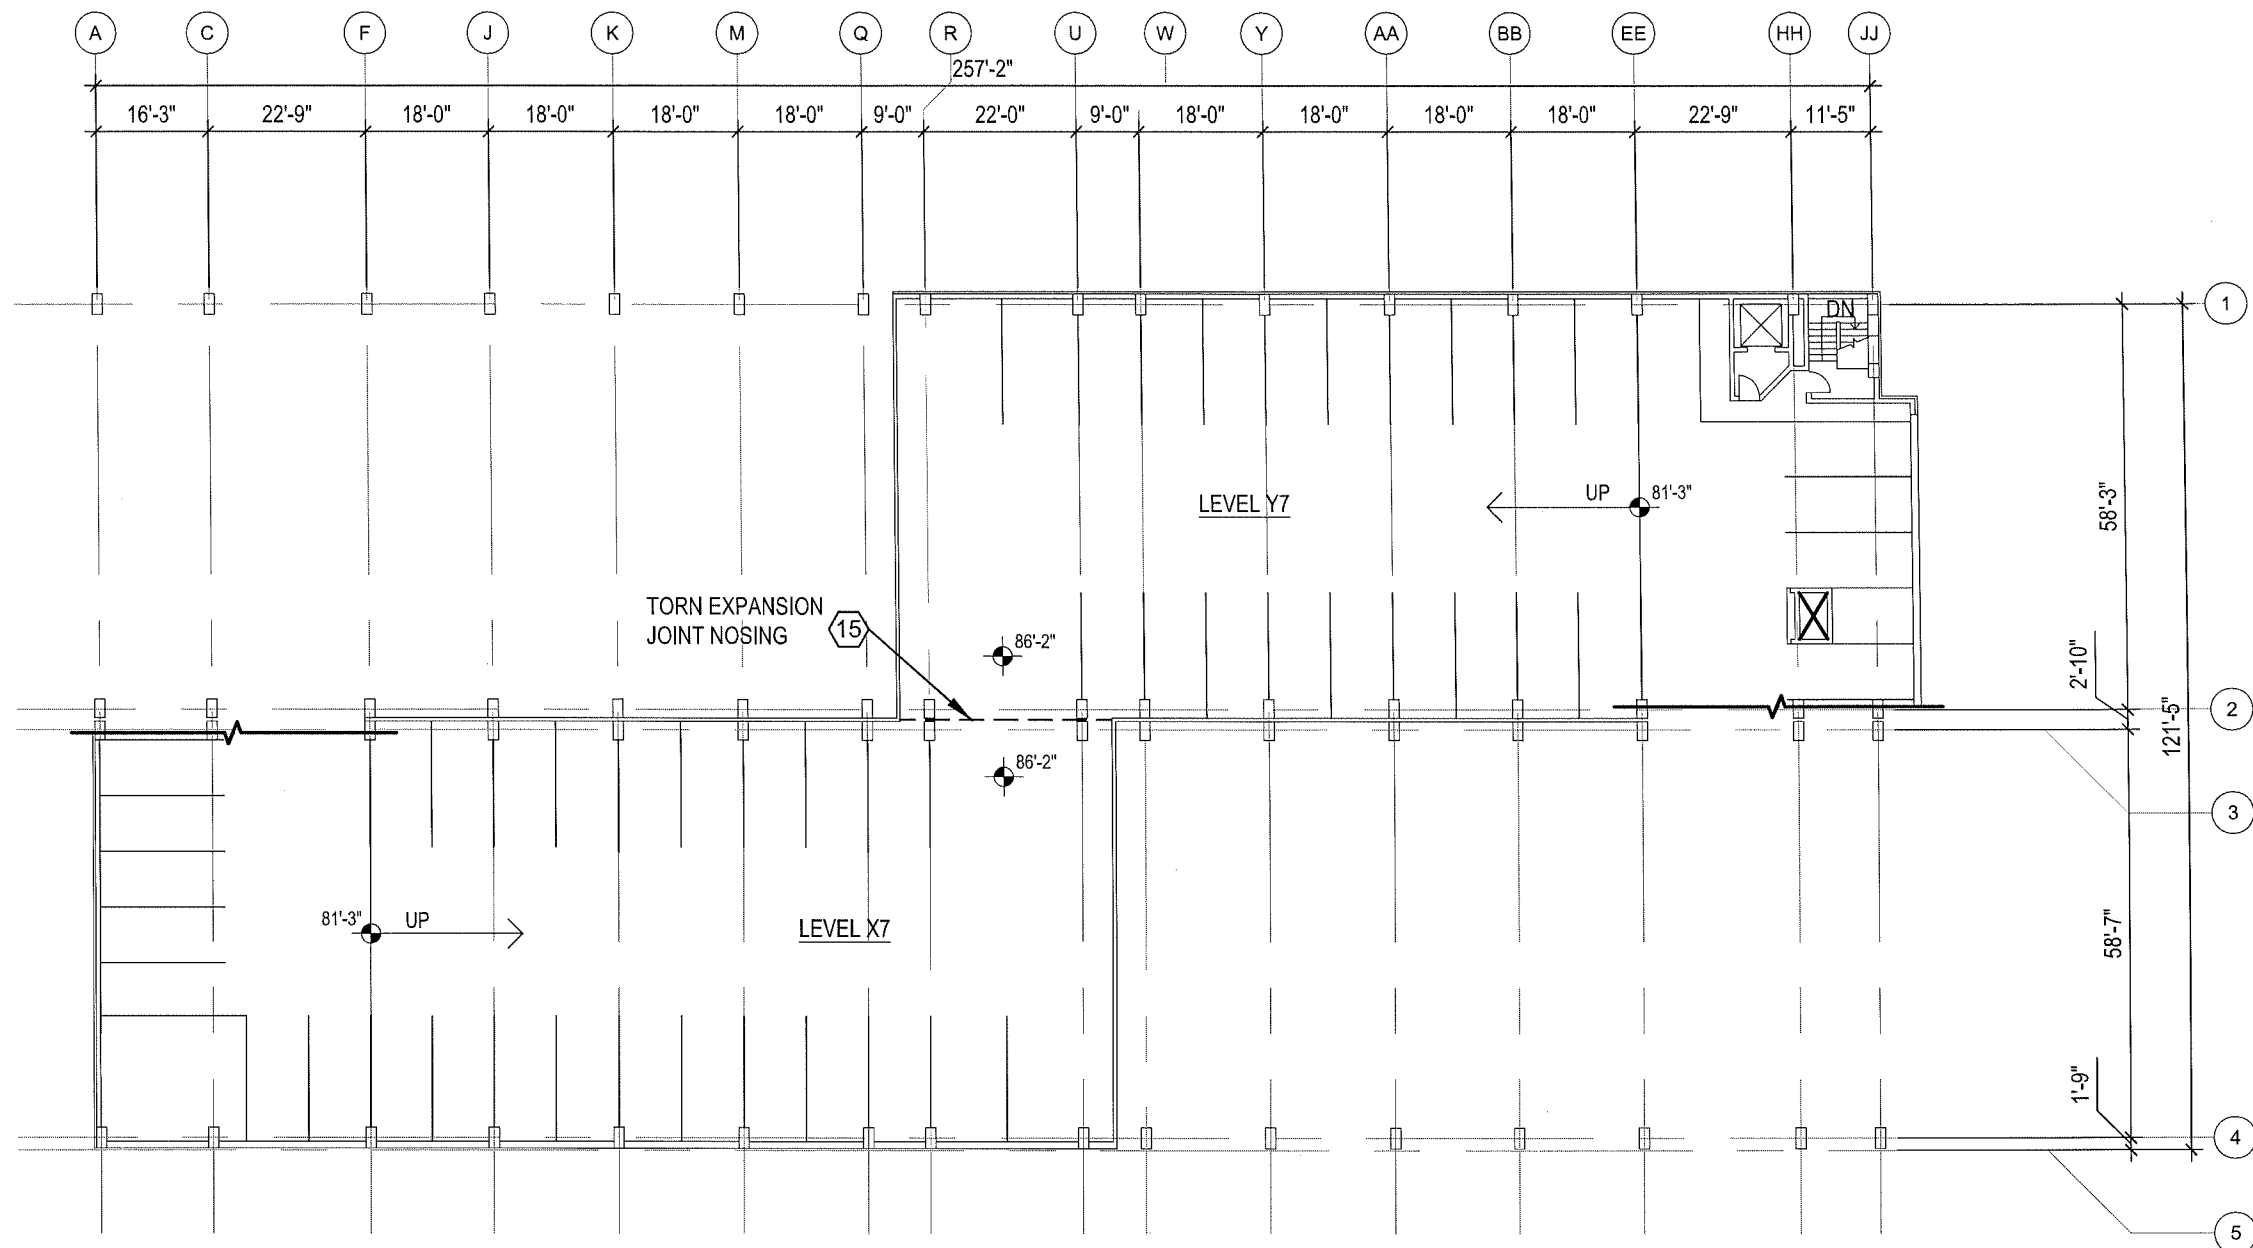 A C F J K M Q R U W Y AA BB EE HH JJ
257'-2"
16'-3" 22'-9" 18'-0" 18'-0" 18'-0" 18'-0" 9'-0" 22'-0" 9'-0" 18'-0" 18'-0" 18'-0" 18'-0" 22'-9" 11'-5"
DN
1
LEVEL Y7
UP
81'-3"
58'-3"
TORN EXPANSION
JOINT NOSING
15
86'-2"
2'-10"
2
121'-5"
86'-2"
3
81'-3"
UP
LEVEL X7
58'-7"
1'-9"
4
5